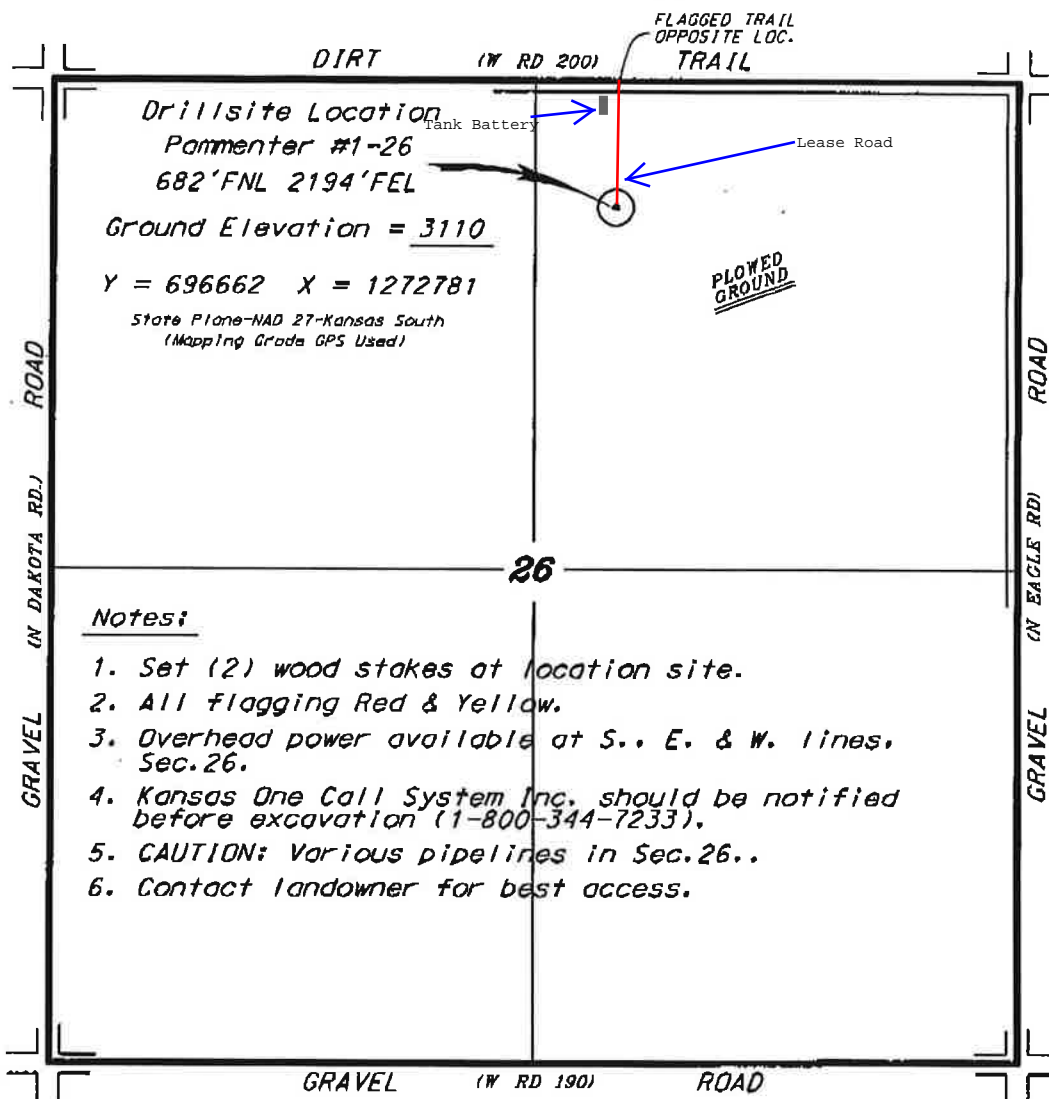 FLAGGED TRAIL
OPPOSITE LOC.
DIRT (W RD 200) TRAIL
Drillsite Location
Tank Battery
Pammenter #1-26
Lease Road
682'FNL 2194'FEL
Ground Elevation = 3110
PLOWED
GROUND
Y = 696662 X = 1272781
State Plane-NAD 27-Kansas South
(Mapping Grade GPS Used)
GRAVEL (N DAKOTA RD.) ROAD
GRAVEL (N EAGLE RD) ROAD
26
Notes:
1. Set (2) wood stakes at location site.
2. All flagging Red & Yellow.
3. Overhead power available at S., E. & W. lines,
Sec.26.
4. Kansas One Call System Inc. should be notified
before excavation (1-800-344-7233).
5. CAUTION: Various pipelines in Sec.26..
6. Contact landowner for best access.
GRAVEL (W RD 190) ROAD